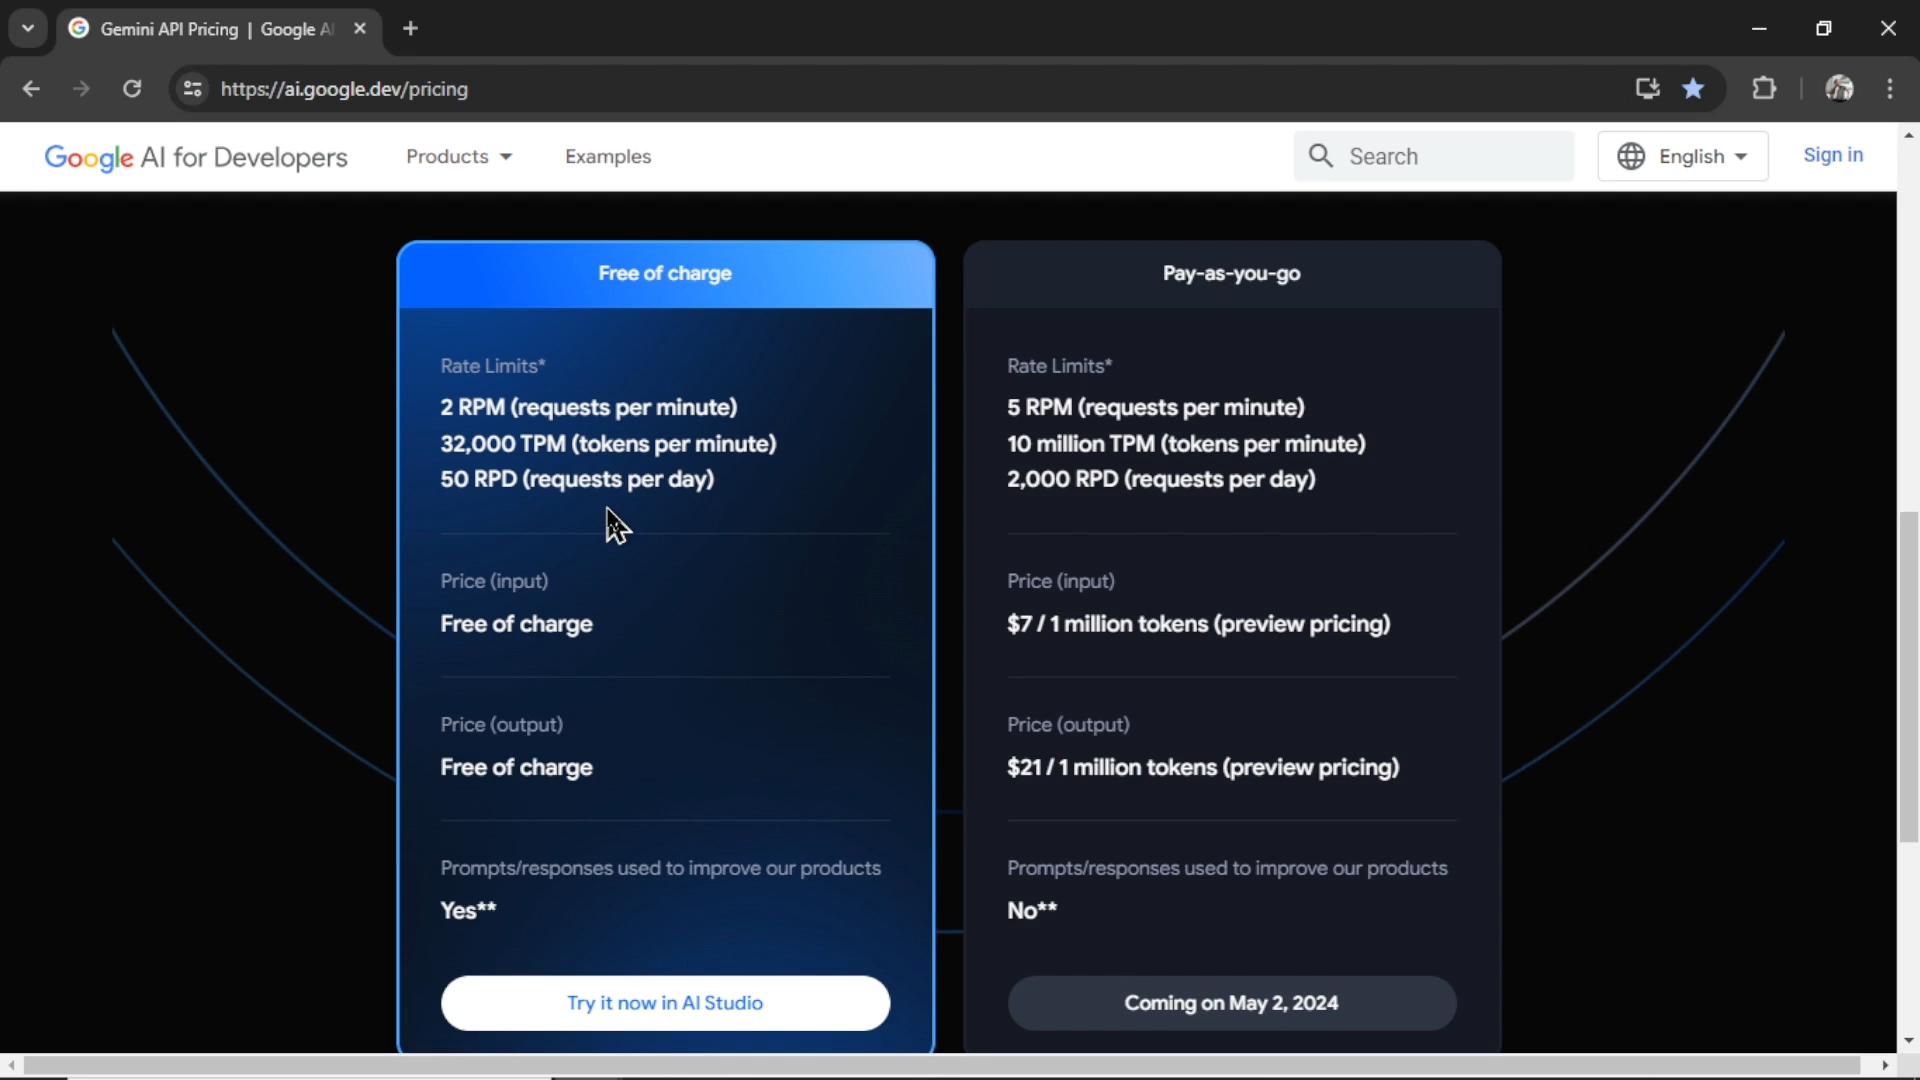 Gemini API Pricing | Google AI
https://ai.google.dev/pricing
Google AI for Developers
Products
Examples
Search
English
Sign in
Free of charge
Rate Limits*
2 RPM (requests per minute)
32,000 TPM (tokens per minute)
50 RPD (requests per day)
Price (input)
Free of charge
Price (output)
Free of charge
Prompts/responses used to improve our products
Yes**
Try it now in AI Studio
Pay-as-you-go
Rate Limits*
5 RPM (requests per minute)
10 million TPM (tokens per minute)
2,000 RPD (requests per day)
Price (input)
$7 / 1 million tokens (preview pricing)
Price (output)
$21 / 1 million tokens (preview pricing)
Prompts/responses used to improve our products
No**
Coming on May 2, 2024